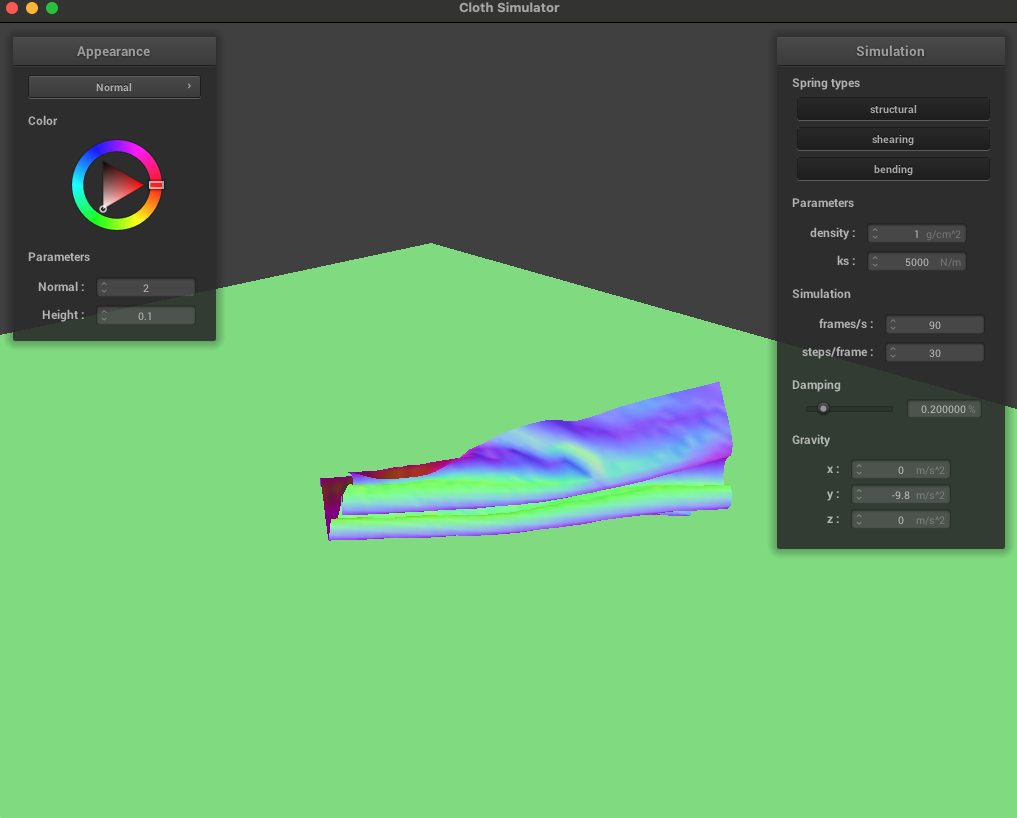 Cloth Simulator
Appearance
Normal ›
Color
Parameters
Normal : 2
Height : 0.1
Simulation
Spring types
structural
shearing
bending
Parameters
density : 1 g/cm^2
ks : 5000 N/m
Simulation
frames/s : 90
steps/frame : 30
Damping
0.200000 %
Gravity
x : 0 m/s^2
y : -9.8 m/s^2
z : 0 m/s^2